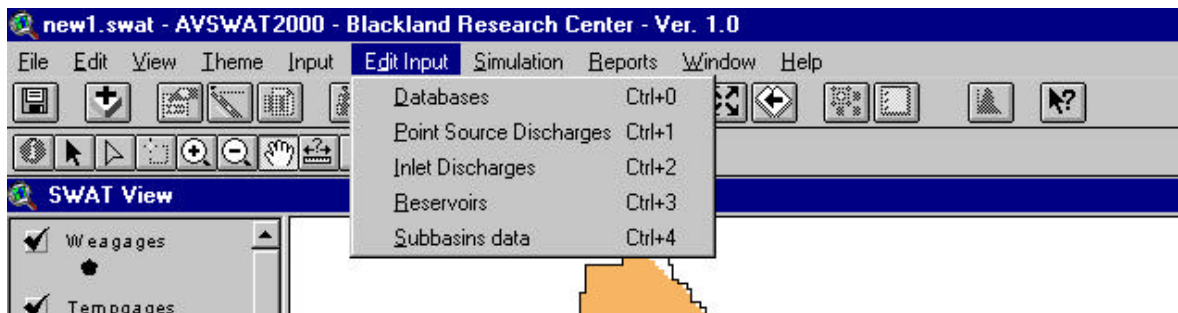 new1.swat - AVSWAT2000 - Blackland Research Center - Ver. 1.0
File Edit View Theme Input Edit Input Simulation Reports Window Help
Databases Ctrl+0
Point Source Discharges Ctrl+1
Inlet Discharges Ctrl+2
Reservoirs Ctrl+3
Subbasins data Ctrl+4
SWAT View
Weagages
Tempgages